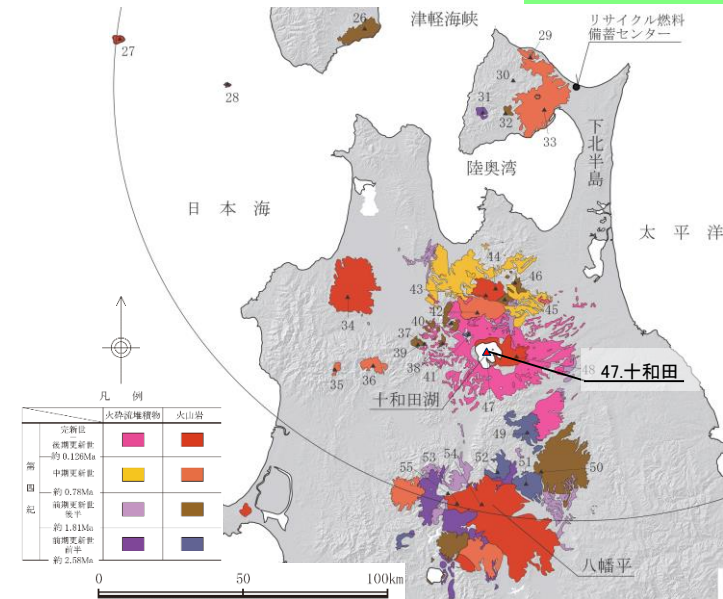 津軽海峡
リサイクル燃料
備蓄センター
26
27
28
29
30
31
32
33
下北半島
陸奥湾
日本海
太平洋
44
46
43
45
42
40
37
34
39
38
41
35
36
48
47.十和田
十和田湖
47
49
凡例
火砕流堆積物
火山岩
第四紀
完新世
後期更新世
約 0.126Ma
中期更新世
約 0.78Ma
前期更新世
後半
約 1.81Ma
前期更新世
前半
約 2.58Ma
55
53
54
52
51
50
八幡平
0
50
100km